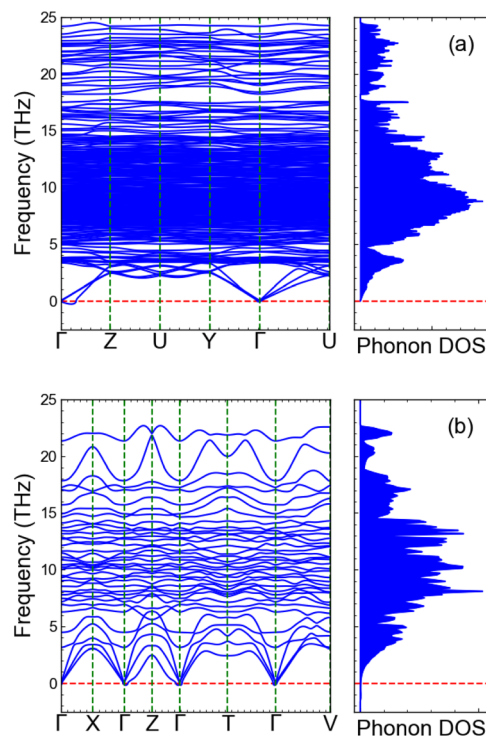 25
20
15
10
5
0
Frequency (THz)
Γ Z U Y Γ U
(a)
Phonon DOS
25
20
15
10
5
0
Frequency (THz)
Γ X Γ Z Γ T Γ V
(b)
Phonon DOS